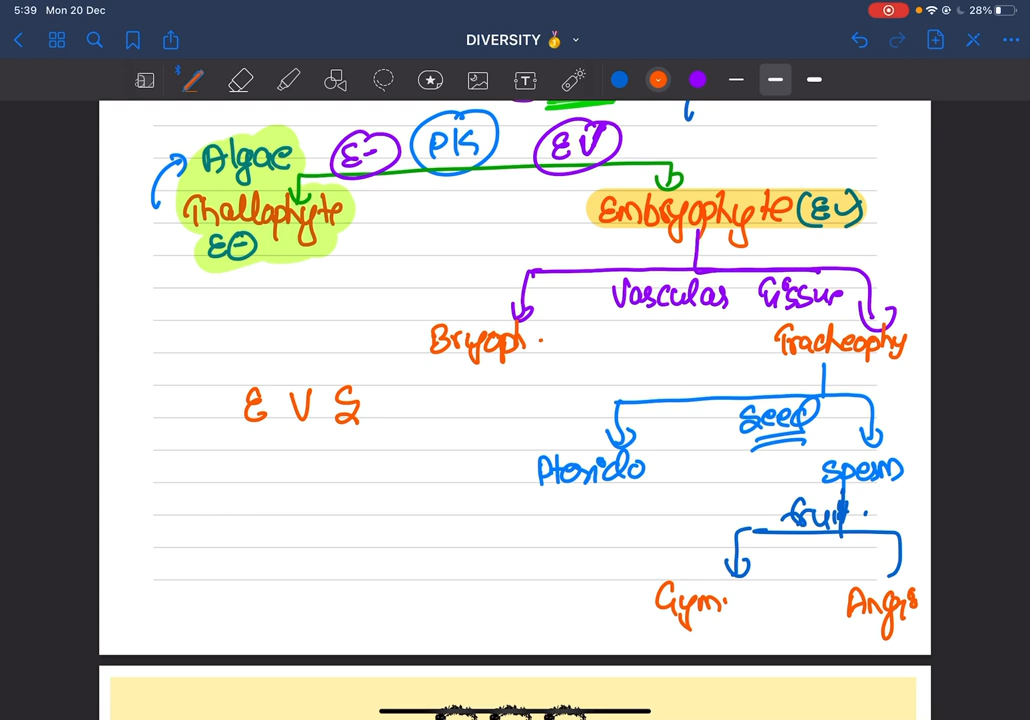 5:39 Mon 20 Dec
28%
DIVERSITY
Algae
E- PK EV
Thallophyte
Embryophyte (E✓)
E⊖
Vascular tissue
Bryoph.
Tracheophy
E V S
Seed
Pterido
Sperm
fruit.
Gym.
Angio